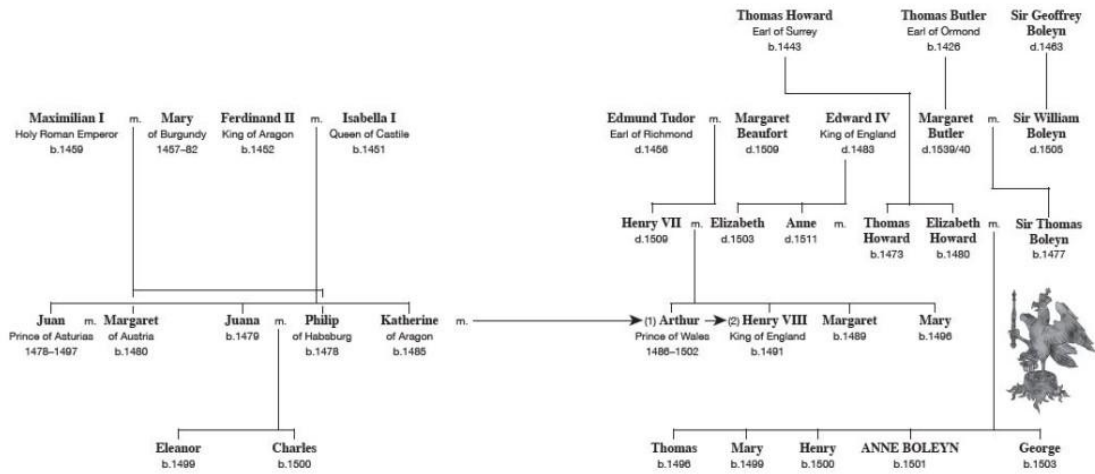 Thomas Howard
Earl of Surrey
b.1443
Thomas Butler
Earl of Ormond
b.1426
Sir Geoffrey
Boleyn
d.1463
Maximilian I
Holy Roman Emperor
b.1459
m.
Mary
of Burgundy
1457–82
Ferdinand II
King of Aragon
b.1452
m.
Isabella I
Queen of Castile
b.1451
Edmund Tudor
Earl of Richmond
d.1456
m.
Margaret
Beaufort
d.1509
Edward IV
King of England
d.1483
Margaret
Butler
d.1539/40
m.
Sir William
Boleyn
d.1505
Henry VII
d.1509
m.
Elizabeth
d.1503
Anne
d.1511
m.
Thomas
Howard
b.1473
Elizabeth
Howard
b.1480
m.
Sir Thomas
Boleyn
b.1477
Juan
Prince of Asturias
1478–1497
m.
Margaret
of Austria
b.1480
Juana
b.1479
m.
Philip
of Habsburg
b.1478
Katherine
of Aragon
b.1485
m.
(1) Arthur
Prince of Wales
1486–1502
(2) Henry VIII
King of England
b.1491
Margaret
b.1489
Mary
b.1496
Eleanor
b.1499
Charles
b.1500
Thomas
b.1496
Mary
b.1499
Henry
b.1500
ANNE BOLEYN
b.1501
George
b.1503